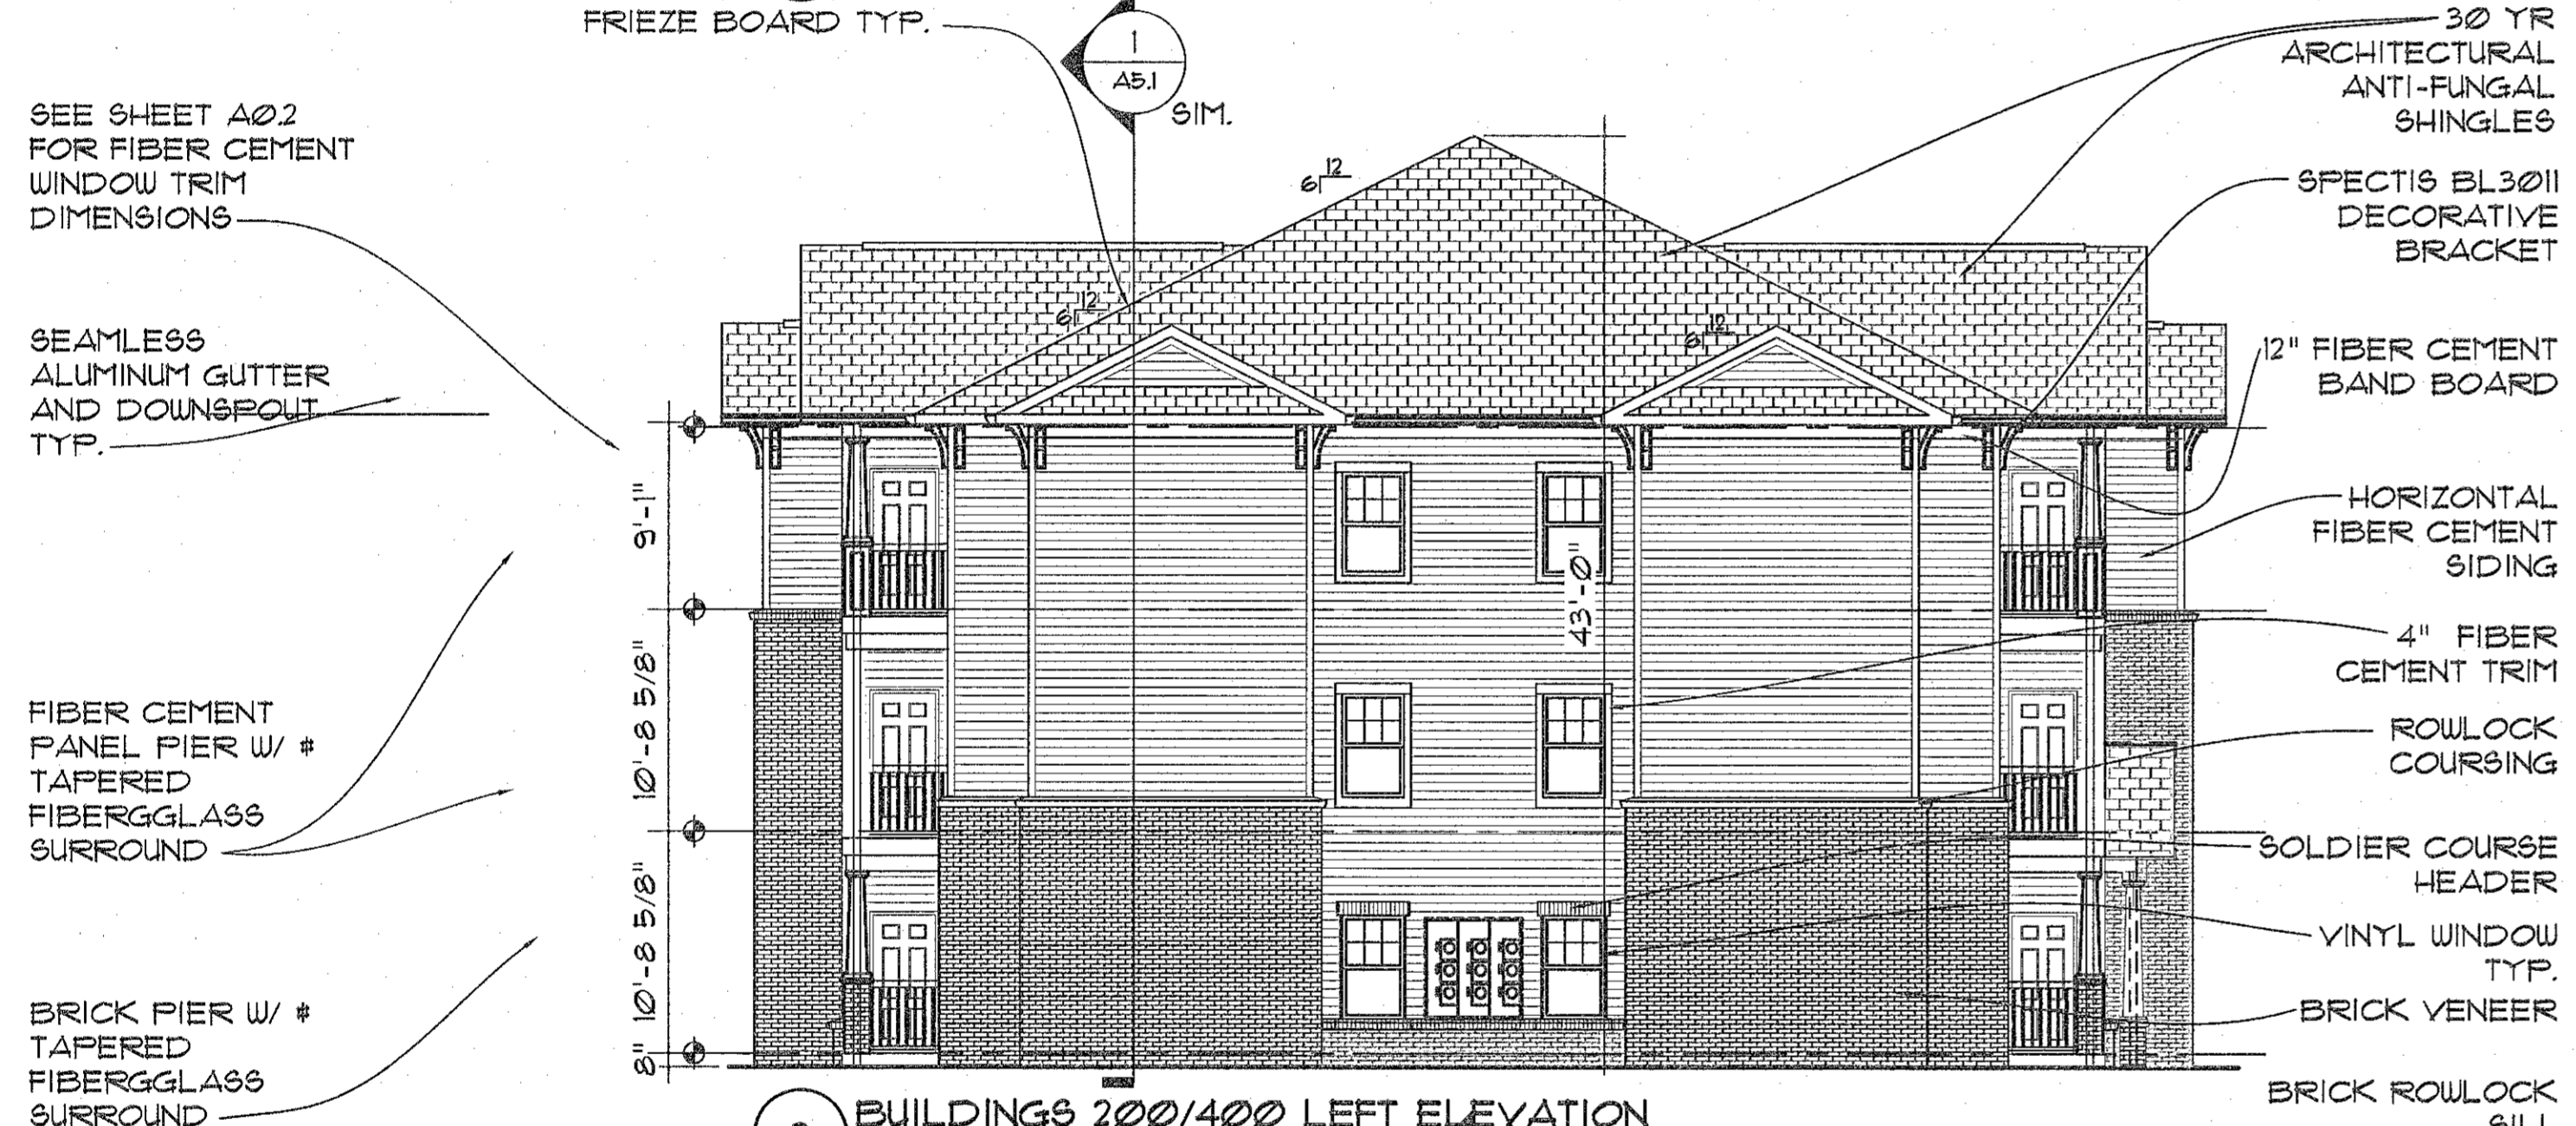 FRIEZE BOARD TYP.
1
A5.1
SIM.
SEE SHEET A0.2
FOR FIBER CEMENT
WINDOW TRIM
DIMENSIONS
SEAMLESS
ALUMINUM GUTTER
AND DOWNSPOUT
TYP.
FIBER CEMENT
PANEL PIER W/ #
TAPERED
FIBERGGLASS
SURROUND
BRICK PIER W/ #
TAPERED
FIBERGGLASS
SURROUND
9'-1"
10'-8 5/8"
10'-8 5/8"
8"
12
6
12
6
12
6
43'-0"
30 YR
ARCHITECTURAL
ANTI-FUNGAL
SHINGLES
SPECTIS BL3011
DECORATIVE
BRACKET
12" FIBER CEMENT
BAND BOARD
HORIZONTAL
FIBER CEMENT
SIDING
4" FIBER
CEMENT TRIM
ROWLOCK
COURSING
SOLDIER COURSE
HEADER
VINYL WINDOW
TYP.
BRICK VENEER
BRICK ROWLOCK
SILL
BUILDINGS 200/400 LEFT ELEVATION